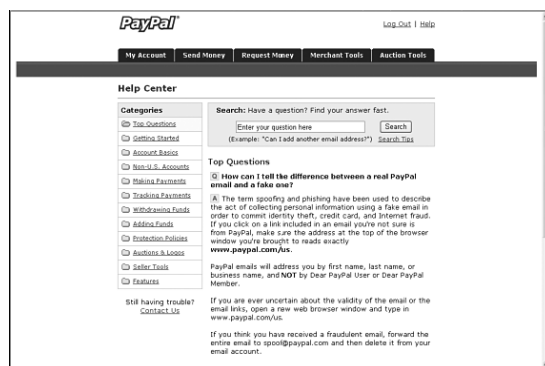 PayPal
Log Out | Help
My Account Send Money Request Money Merchant Tools Auction Tools
Help Center
Categories
Top Questions
Getting Started
Account Basics
Non-U.S. Accounts
Making Payments
Tracking Payments
Withdrawing Funds
Adding Funds
Protection Policies
Auctions & Logos
Seller Tools
Features
Still having trouble?
Contact Us
Search: Have a question? Find your answer fast.
Enter your question here Search
(Example: "Can I add another email address?") Search Tips
Top Questions
Q How can I tell the difference between a real PayPal
email and a fake one?
A The term spoofing and phishing have been used to describe
the act of collecting personal information using a fake email in
order to commit identity theft, credit card, and Internet fraud.
If you click on a link included in an email you're not sure is
from PayPal, make sure the address at the top of the browser
window you're brought to reads exactly
www.paypal.com/us.
PayPal emails will address you by first name, last name, or
business name, and NOT by Dear PayPal User or Dear PayPal
Member.
If you are ever uncertain about the validity of the email or the
email links, open a new web browser window and type in
www.paypal.com/us.
If you think you have received a fraudulent email, forward the
entire email to spoof@paypal.com and then delete it from your
email account.